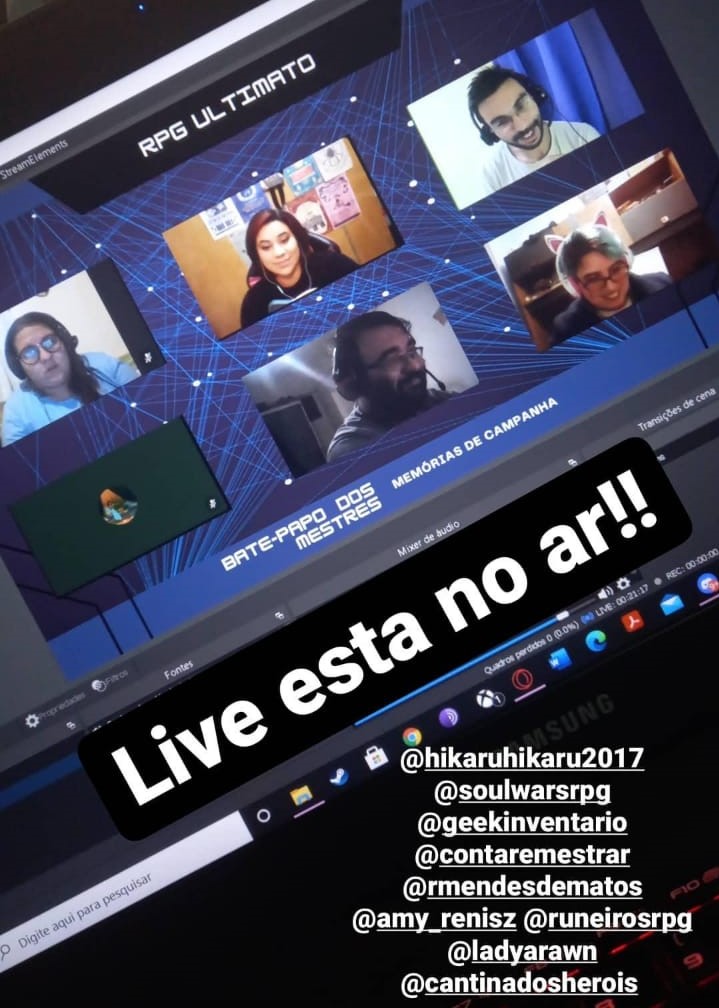 StreamElements
RPG ULTIMATO
BATE-PAPO DOS
MESTRES
MEMÓRIAS DE CAMPANHA
Transições de cena
Mixer de áudio
Fontes
Propriedades
Filtros
Quadros perdidos 0 (0.0%)
LIVE: 00:21:17
REC: 00:00:00
Live esta no ar!!
SAMSUNG
Digite aqui para pesquisar
@hikaruhikaru2017
@soulwarsrpg
@geekinventario
@contaremestrar
@rmendesdematos
@amy_renisz @runeirosrpg
@ladyarawn
@cantinadosherois
F10
9